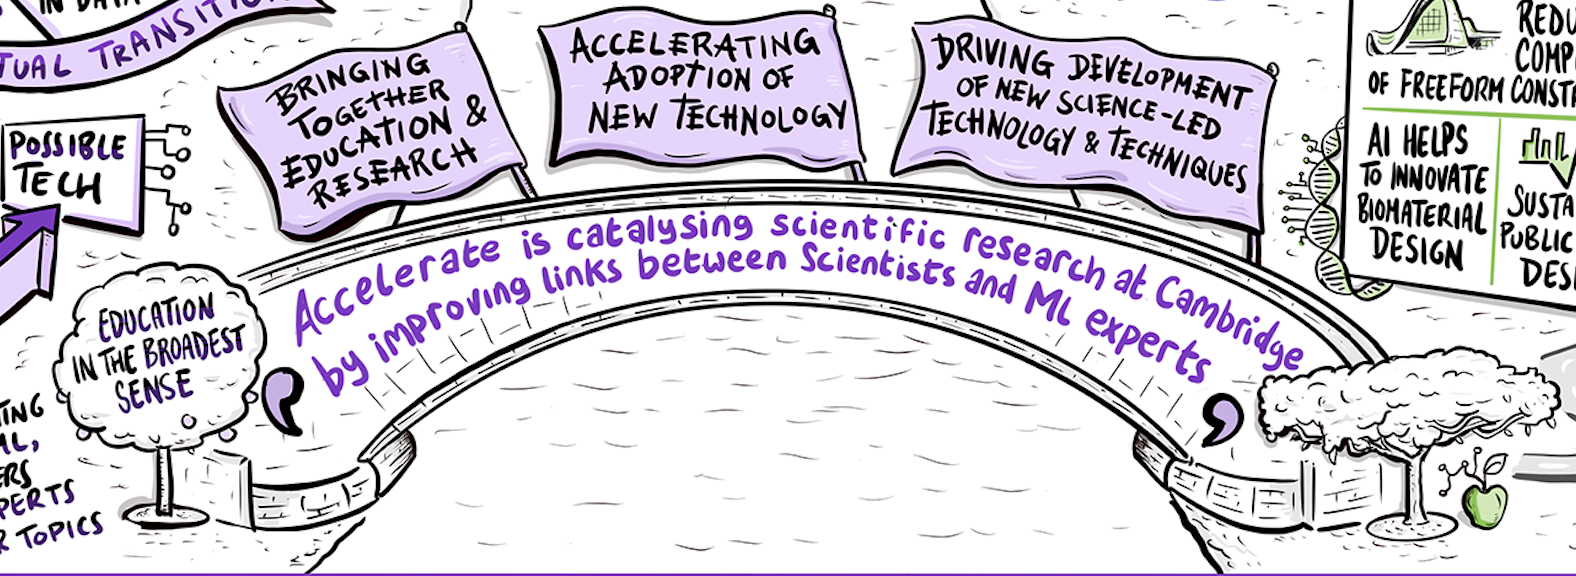 IN DATA
TUAL TRANSITION
POSSIBLE
TECH
BRINGING
TOGETHER
EDUCATION &
RESEARCH
ACCELERATING
ADOPTION OF
NEW TECHNOLOGY
DRIVING DEVELOPMENT
OF NEW SCIENCE-LED
TECHNOLOGY & TECHNIQUES
Accelerate is catalysing scientific research at Cambridge
by improving links between Scientists and ML experts
EDUCATION
IN THE BROADEST
SENSE
TING
AL,
ERS
PERTS
R TOPICS
REDU
COMP
OF FREEFORM CONST
AI HELPS
TO INNOVATE
BIOMATERIAL
DESIGN
SUSTA
PUBLIC
DES